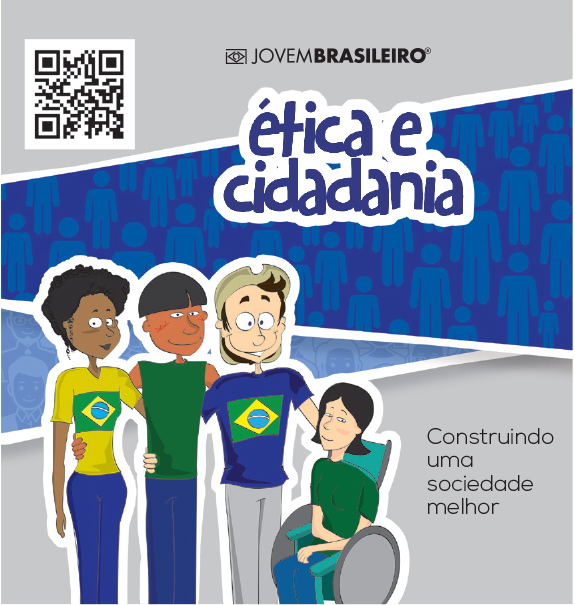 JOVEMBRASILEIRO®
ética e
cidadania
Construindo
uma
sociedade
melhor